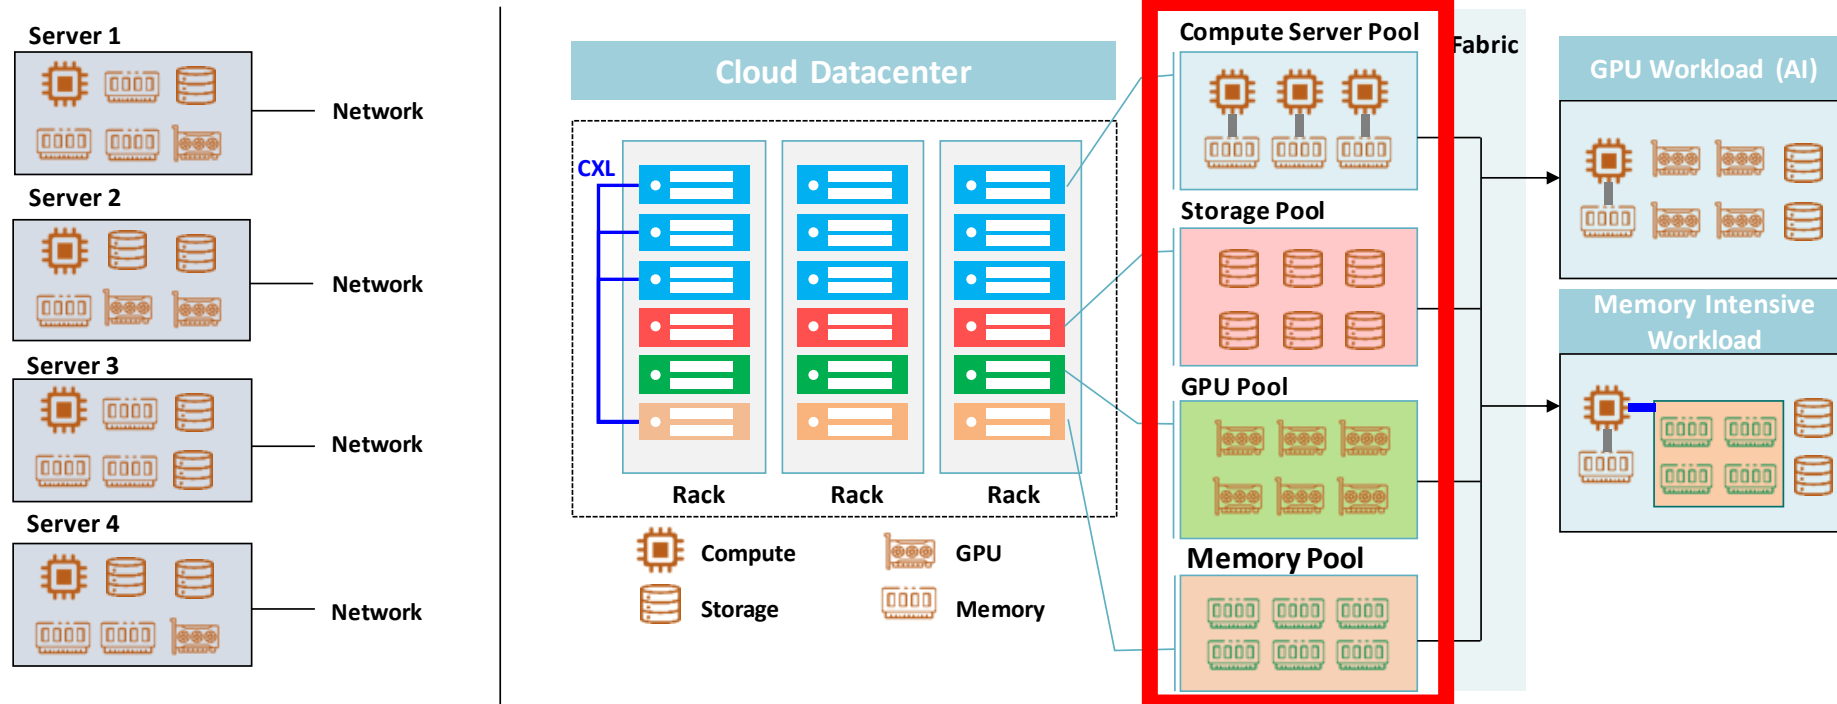 Server 1
Network
Server 2
Network
Server 3
Network
Server 4
Network
Cloud Datacenter
CXL
Rack
Rack
Rack
Compute
GPU
Storage
Memory
Compute Server Pool
Storage Pool
GPU Pool
Memory Pool
Fabric
GPU Workload (AI)
Memory Intensive
Workload